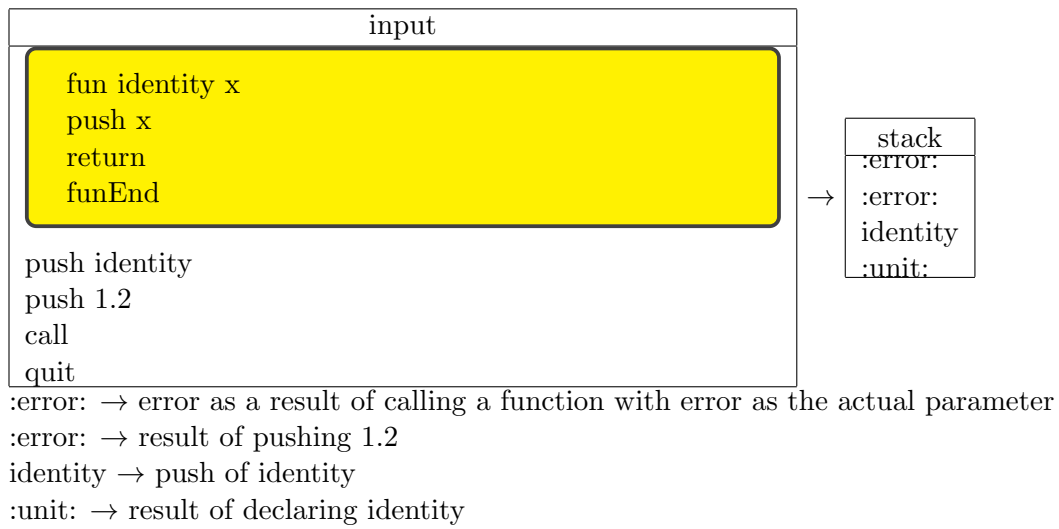 input
fun identity x
push x
return
funEnd
push identity
push 1.2
call
quit
→
stack
:error:
:error:
identity
:unit:
:error: → error as a result of calling a function with error as the actual parameter
:error: → result of pushing 1.2
identity → push of identity
:unit: → result of declaring identity